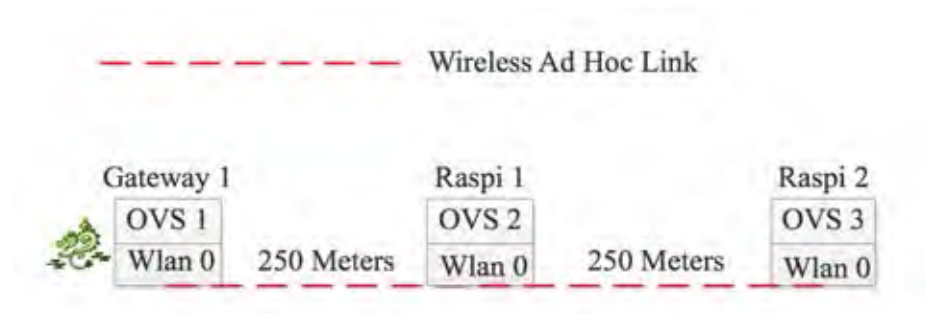 Wireless Ad Hoc Link
Gateway 1 Raspi 1 Raspi 2
OVS 1 OVS 2 OVS 3
Wlan 0 250 Meters Wlan 0 250 Meters Wlan 0